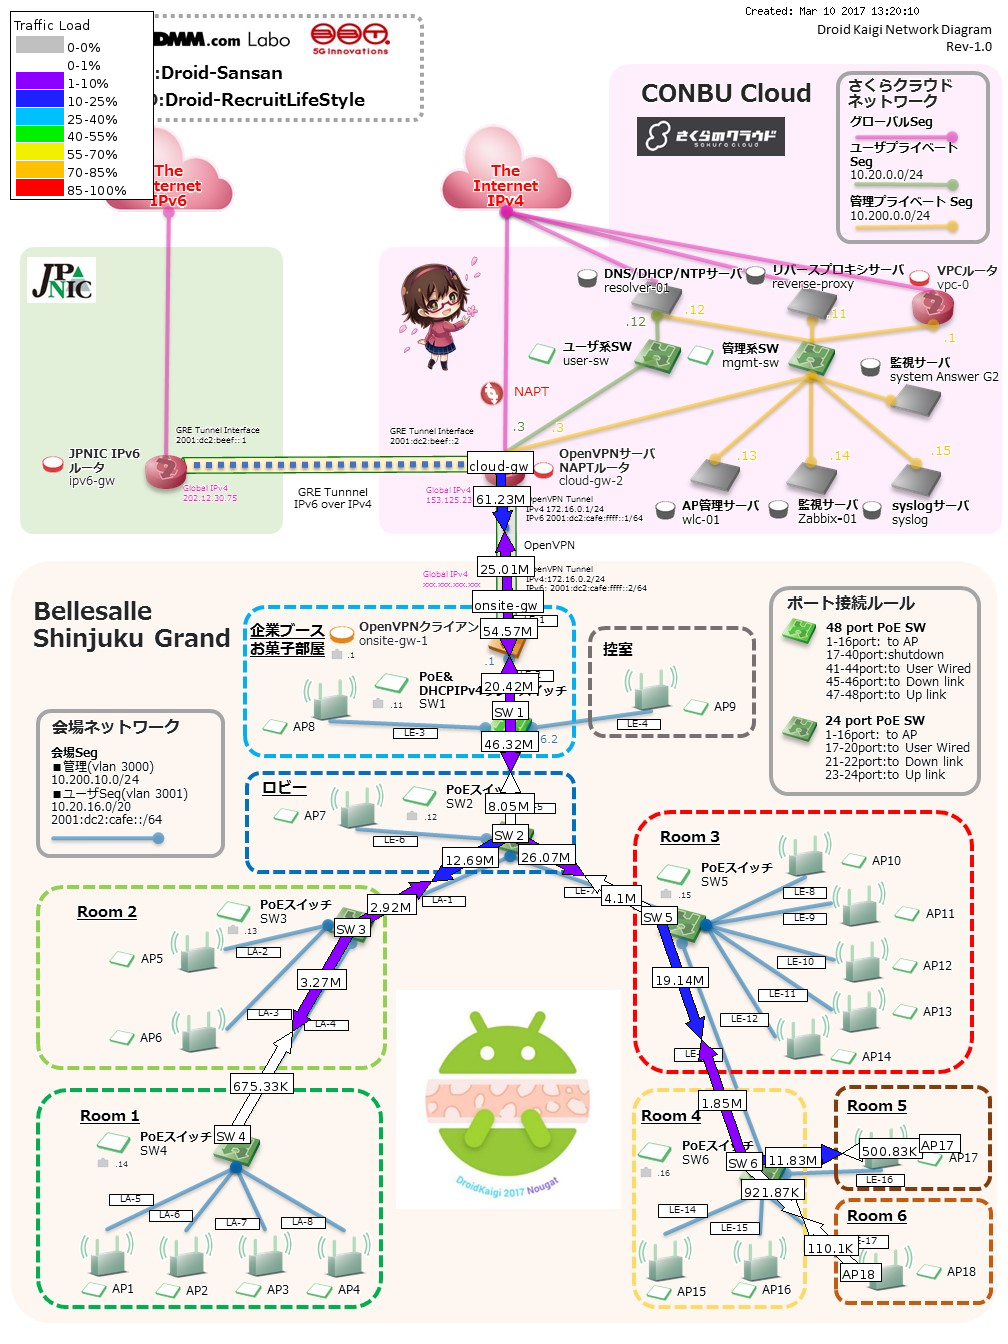 Created: Mar 10 2017 13:20:10
Droid Kaigi Network Diagram
Rev-1.0
Traffic Load
0-0%
0-1%
1-10%
10-25%
25-40%
40-55%
55-70%
70-85%
85-100%
DMM.com Labo
5G innovations
:Droid-Sansan
:Droid-RecruitLifeStyle
CONBU Cloud
さくらのクラウド
SAKURA CLOUD
さくらクラウド
ネットワーク
グローバルSeg
ユーザプライベート
Seg
10.20.0.0/24
管理プライベート Seg
10.200.0.0/24
The
Internet
IPv6
The
Internet
IPv4
JPNIC
DNS/DHCP/NTPサーバ
resolver-01
リバースプロキシサーバ
reverse-proxy
VPCルータ
vpc-0
.12
.12
.11
.1
ユーザ系SW
user-sw
管理系SW
mgmt-sw
監視サーバ
system Answer G2
NAPT
.3
.3
.13
.14
.15
GRE Tunnel Interface
2001:dc2:beef::1
GRE Tunnel Interface
2001:dc2:beef::2
JPNIC IPv6
ルータ
ipv6-gw
Global IPv4
202.12.30.75
GRE Tunnnel
IPv6 over IPv4
cloud-gw
Global IPv4
153.125.23
OpenVPNサーバ
NAPTルータ
cloud-gw-2
61.23M
OpenVPN Tunnel
IPv4 172.16.0.1/24
IPv6 2001:dc2:cafe:ffff::1/64
AP管理サーバ
wlc-01
監視サーバ
Zabbix-01
syslogサーバ
syslog
OpenVPN
25.01M
Global IPv4
xxx.xxx.xxx.xxx
OpenVPN Tunnel
IPv4:172.16.0.2/24
IPv6: 2001:dc2:cafe:ffff::2/64
Bellesalle
Shinjuku Grand
onsite-gw
企業ブース
お菓子部屋
OpenVPNクライアン
onsite-gw-1
.1
54.57M
.1
20.42M
PoE&
DHCPIPv4
イッチ
SW1
.11
AP8
LE-3
SW1
6.2
46.32M
控室
LE-4
AP9
ポート接続ルール
48 port PoE SW
1-16port: to AP
17-40port:shutdown
41-44port:to User Wired
45-46port:to Down link
47-48port:to Up link
24 port PoE SW
1-16port: to AP
17-20port:to User Wired
21-22port:to Down link
23-24port:to Up link
会場ネットワーク
会場Seg
■管理(vlan 3000)
10.200.10.0/24
■ユーザSeq(vlan 3001)
10.20.16.0/20
2001:dc2:cafe::/64
ロビー
AP7
PoEスイッ
SW2
.12
8.05M
LE-6
SW2
12.69M
26.07M
LE-7
4.1M
LA-1
2.92M
Room 2
PoEスイッチ
SW3
.13
SW3
AP5
LA-2
3.27M
AP6
LA-3
LA-4
675.33K
Room 3
PoEスイッチ
SW5
.15
SW5
AP10
LE-8
AP11
LE-9
AP12
LE-10
AP13
LE-11
LE-12
AP14
19.14M
LE-
1.85M
Room 1
PoEスイッチ
SW4
.14
SW4
LA-5
LA-6
LA-7
LA-8
AP1
AP2
AP3
AP4
DroidKaigi 2017 Nougat
Room 4
PoEスイッチ
SW6
.16
SW6
11.83M
921.87K
LE-14
LE-15
AP15
AP16
Room 5
500.83K
AP17
AP17
LE-16
Room 6
E-17
110.1K
AP18
AP18